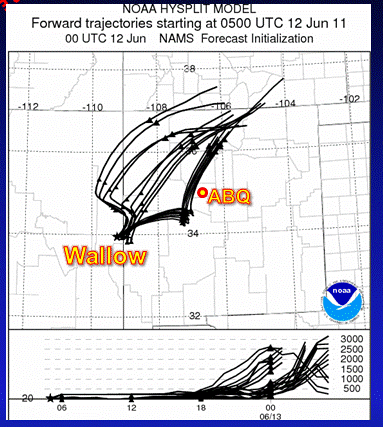 NOAA HYSPLIT MODEL
Forward trajectories starting at 0500 UTC 12 Jun 11
00 UTC 12 Jun NAMS Forecast Initialization
38
-112 -110 -108 -106 -104 -102
36
ABQ
34
Wallow
noaa
32
3000
2500
2000
1500
1000
500
20
06 12 18 00
06/13